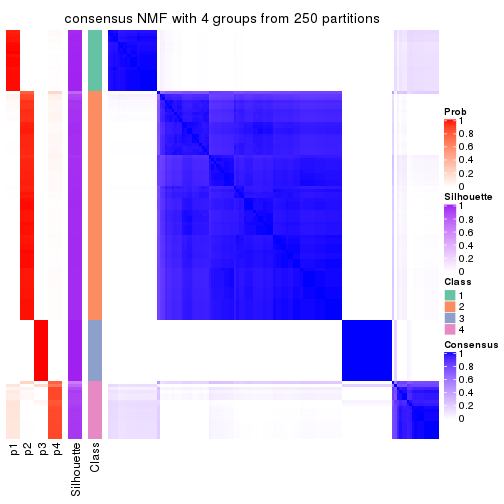 consensus NMF with 4 groups from 250 partitions
Prob
1
0.8
0.6
0.4
0.2
0
Silhouette
1
0.8
0.6
0.4
0.2
0
Class
1
2
3
4
Consensus
1
0.8
0.6
0.4
0.2
0
p1
p2
p3
p4
Silhouette
Class